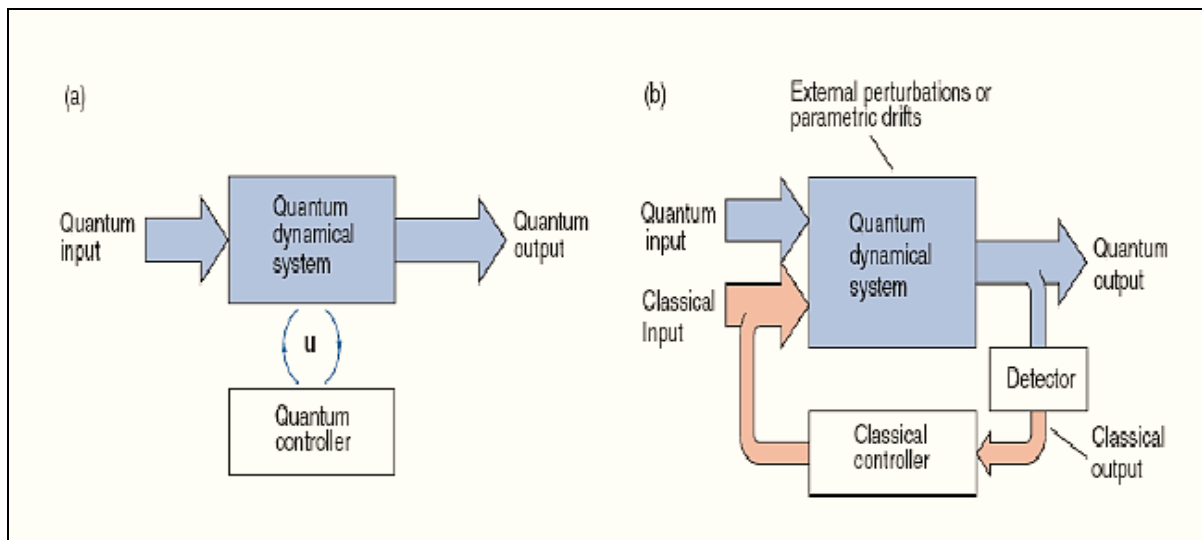 (a)
Quantum
input
Quantum
dynamical
system
Quantum
output
u
Quantum
controller
(b)
External perturbations or
parametric drifts
Quantum
input
Classical
Input
Quantum
dynamical
system
Quantum
output
Detector
Classical
controller
Classical
output